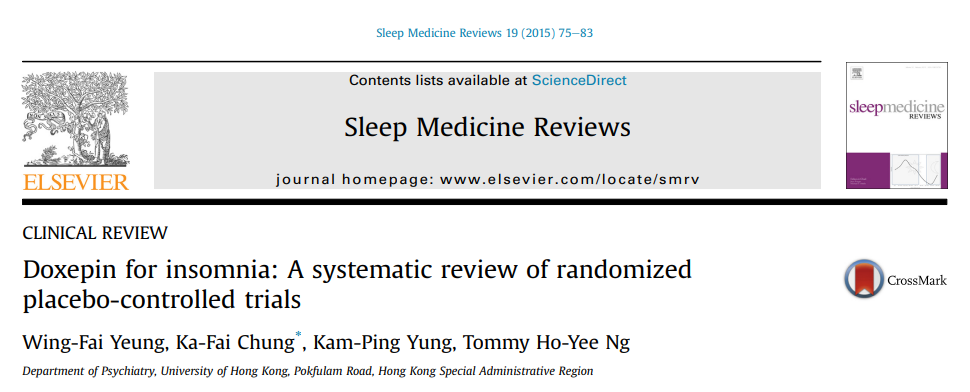 Sleep Medicine Reviews 19 (2015) 75–83
Contents lists available at ScienceDirect
Sleep Medicine Reviews
journal homepage: www.elsevier.com/locate/smrv
ELSEVIER
sleepmedicine
REVIEWS
CLINICAL REVIEW
Doxepin for insomnia: A systematic review of randomized
placebo-controlled trials
CrossMark
Wing-Fai Yeung, Ka-Fai Chung*, Kam-Ping Yung, Tommy Ho-Yee Ng
Department of Psychiatry, University of Hong Kong, Pokfulam Road, Hong Kong Special Administrative Region